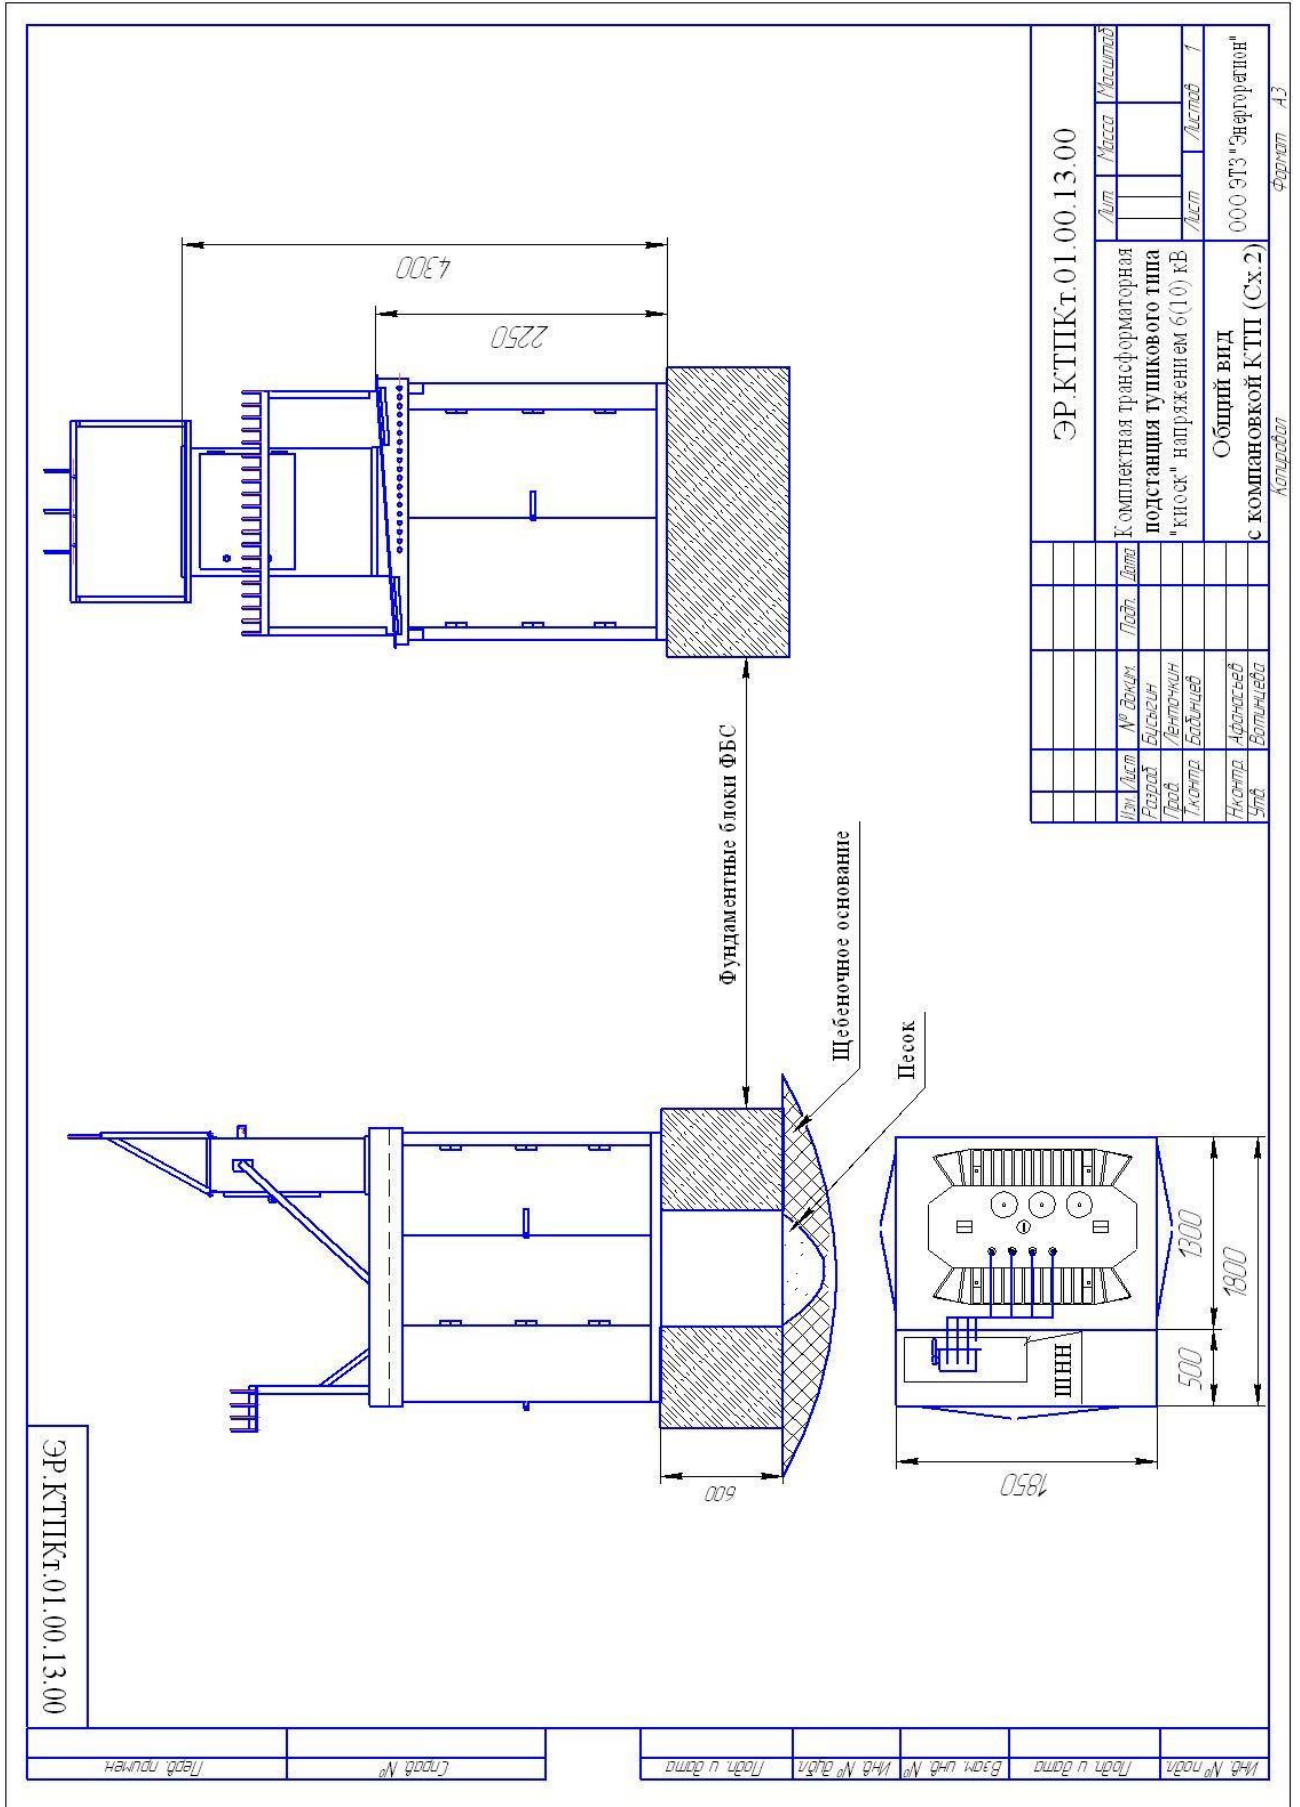 ЭР.КТПКт.01.00.13.00
Перв. примен.
Справ. №
Подп. и дата
Инв. № дубл.
Взам. инв. №
Подп. и дата
Инв. № подл.
4300
2250
Фундаментные блоки ФБС
Щебеночное основание
Песок
600
ШНН
1850
500
1300
1800
ЭР.КТПКт.01.00.13.00
Изм. Лист № докум. Подп. Дата
Разраб. Бусыгин
Пров. Ленточкин
Т.контр. Бабинцев
Н.контр. Афанасьев
Утв. Вотинцева
Комплектная трансформаторная
подстанция тупикового типа
"киоск" напряжением 6(10) кВ
Общий вид
с компановкой КТП (Сх.2)
Лит. Масса Масштаб
Лист Листов 1
ООО ЭТЗ "Энергорегион"
Копировал Формат А3